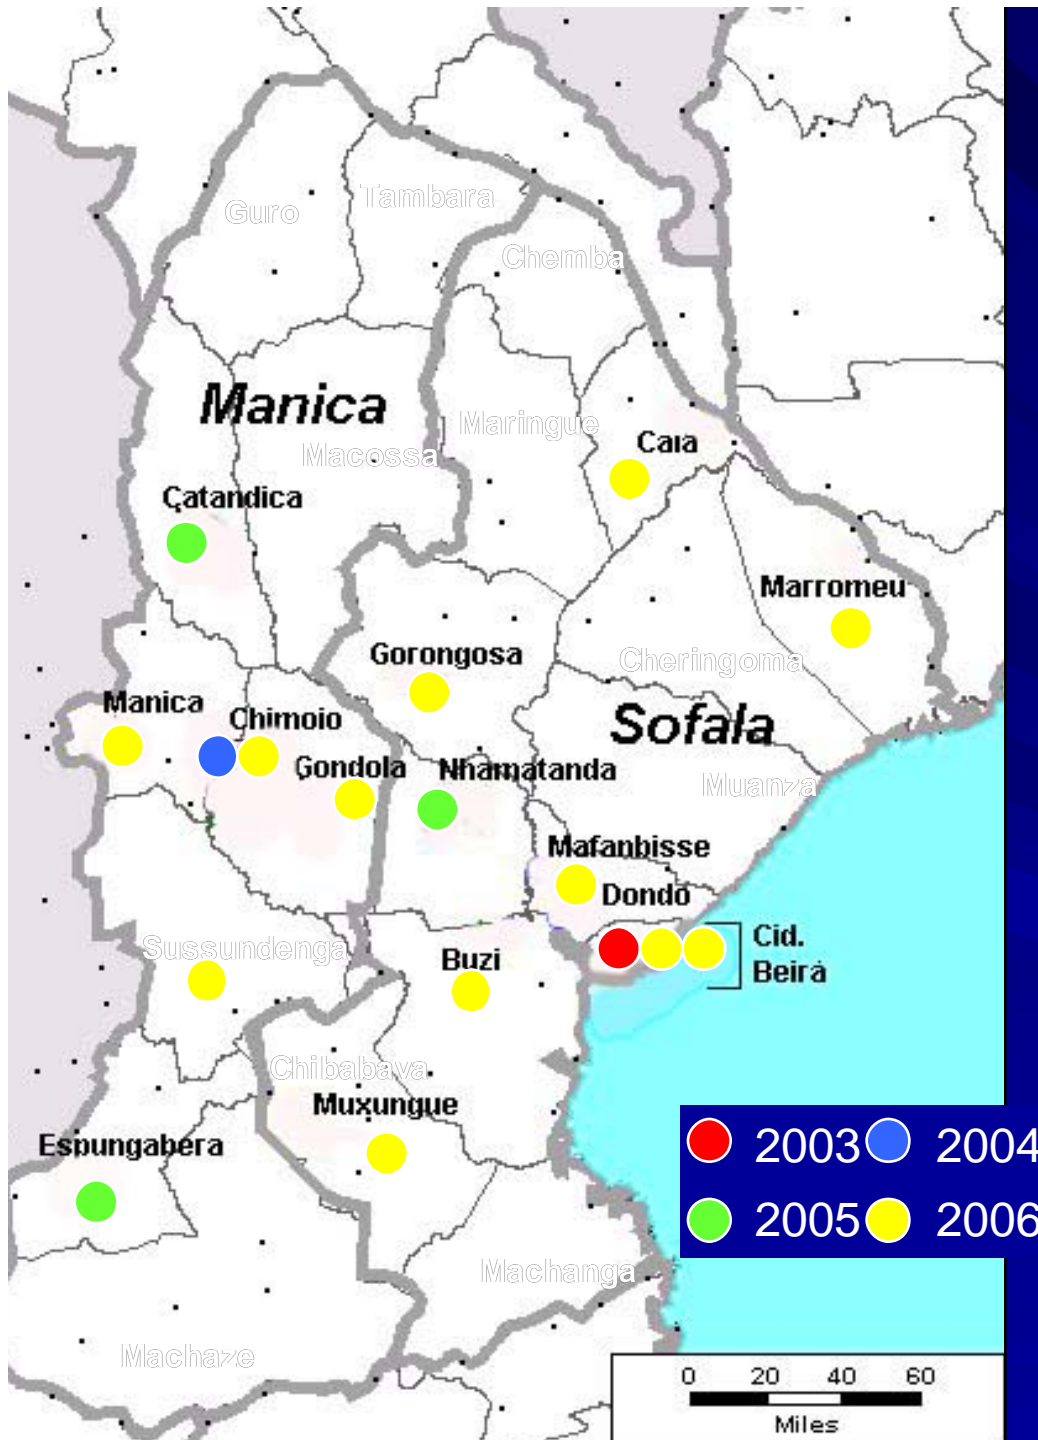 Tambara
Guro
Chemba
Manica
Maringue
Macossa
Caia
Catandica
Marromeu
Gorongosa
Cheringoma
Manica
Chimoio
Sofala
Gondola
Nhamatanda
Muanza
Mafanbisse
Dondo
Sussundenga
Buzi
Cid.
Beira
Chibabava
Muxungue
Espungabera
2003 2004
2005 2006
Machanga
Machaze
0 20 40 60
Miles